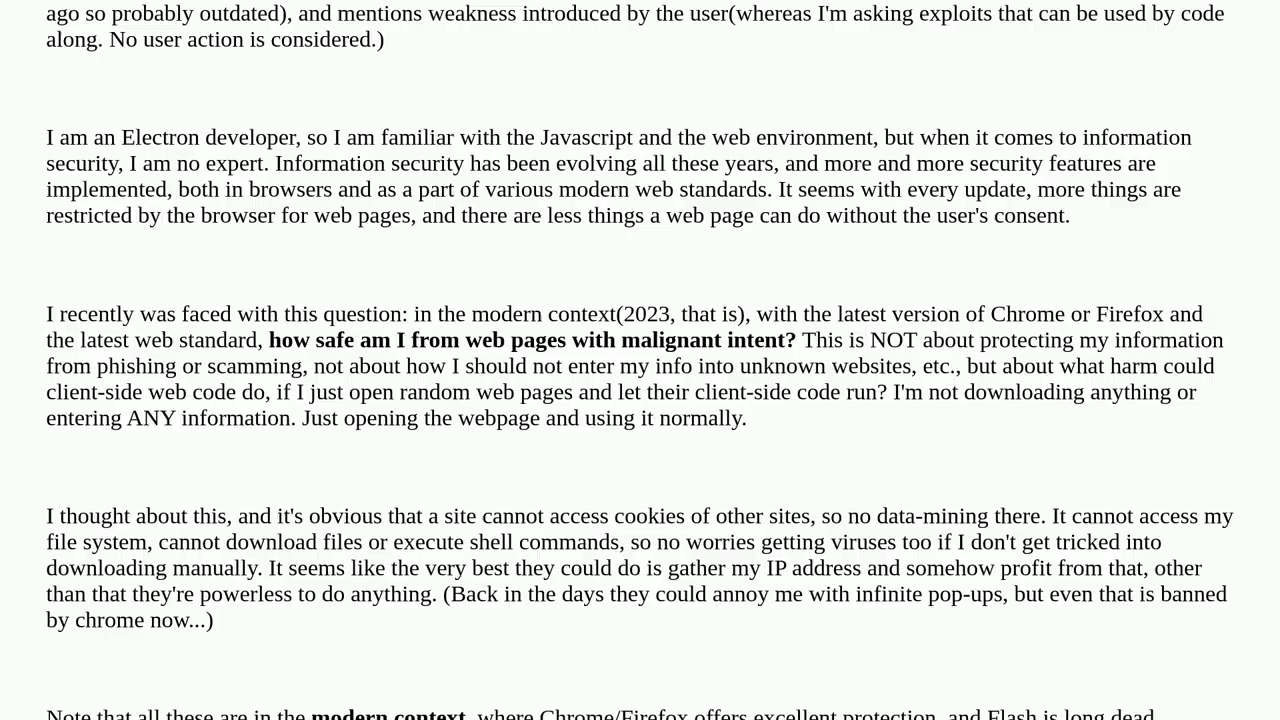 ago so probably outdated), and mentions weakness introduced by the user(whereas I'm asking exploits that can be used by code
along. No user action is considered.)
I am an Electron developer, so I am familiar with the Javascript and the web environment, but when it comes to information
security, I am no expert. Information security has been evolving all these years, and more and more security features are
implemented, both in browsers and as a part of various modern web standards. It seems with every update, more things are
restricted by the browser for web pages, and there are less things a web page can do without the user's consent.
I recently was faced with this question: in the modern context(2023, that is), with the latest version of Chrome or Firefox and
the latest web standard, how safe am I from web pages with malignant intent? This is NOT about protecting my information
from phishing or scamming, not about how I should not enter my info into unknown websites, etc., but about what harm could
client-side web code do, if I just open random web pages and let their client-side code run? I'm not downloading anything or
entering ANY information. Just opening the webpage and using it normally.
I thought about this, and it's obvious that a site cannot access cookies of other sites, so no data-mining there. It cannot access my
file system, cannot download files or execute shell commands, so no worries getting viruses too if I don't get tricked into
downloading manually. It seems like the very best they could do is gather my IP address and somehow profit from that, other
than that they're powerless to do anything. (Back in the days they could annoy me with infinite pop-ups, but even that is banned
by chrome now...)
Note that all these are in the modern context, where Chrome/Firefox offers excellent protection, and Flash is long dead.